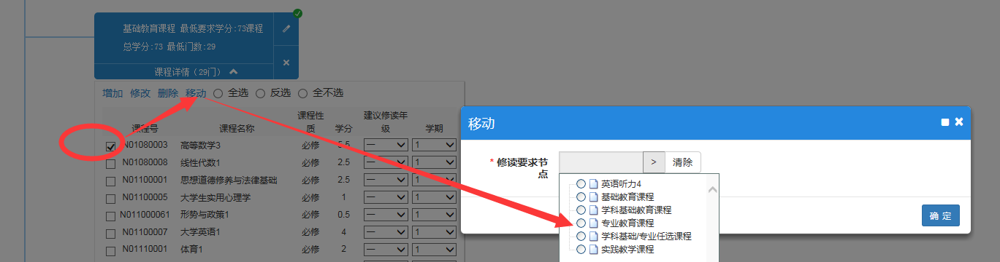 基础教育课程 最低要求学分:73课程
总学分:73 最低门数:29
课程详情（29门）
增加 修改 删除 移动 全选 反选 全不选
课程号 课程名称 课程性质 学分 建议修读年级 学期
N01080003 高等数学3 必修 5.5 一 1
N01080008 线性代数1 必修 2.5 一 1
N01100001 思想道德修养与法律基础 必修 2.5 一 1
N01100005 大学生实用心理学 必修 1 一 1
N011000061 形势与政策1 必修 0.5 一 1
N01100007 大学英语1 必修 4 一 1
N01110001 体育1 必修 2 一 1
移动
* 修读要求节点 > 清除
英语听力4
基础教育课程
学科基础教育课程
专业教育课程
学科基础/专业任选课程
实践教学课程
确 定